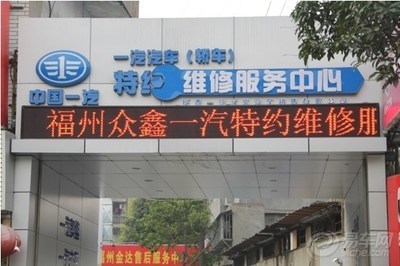 一汽汽车（轿车）
特约维修服务中心
中国一汽
福州众鑫一汽特约维修服
福州金达售后服务中心
易车网